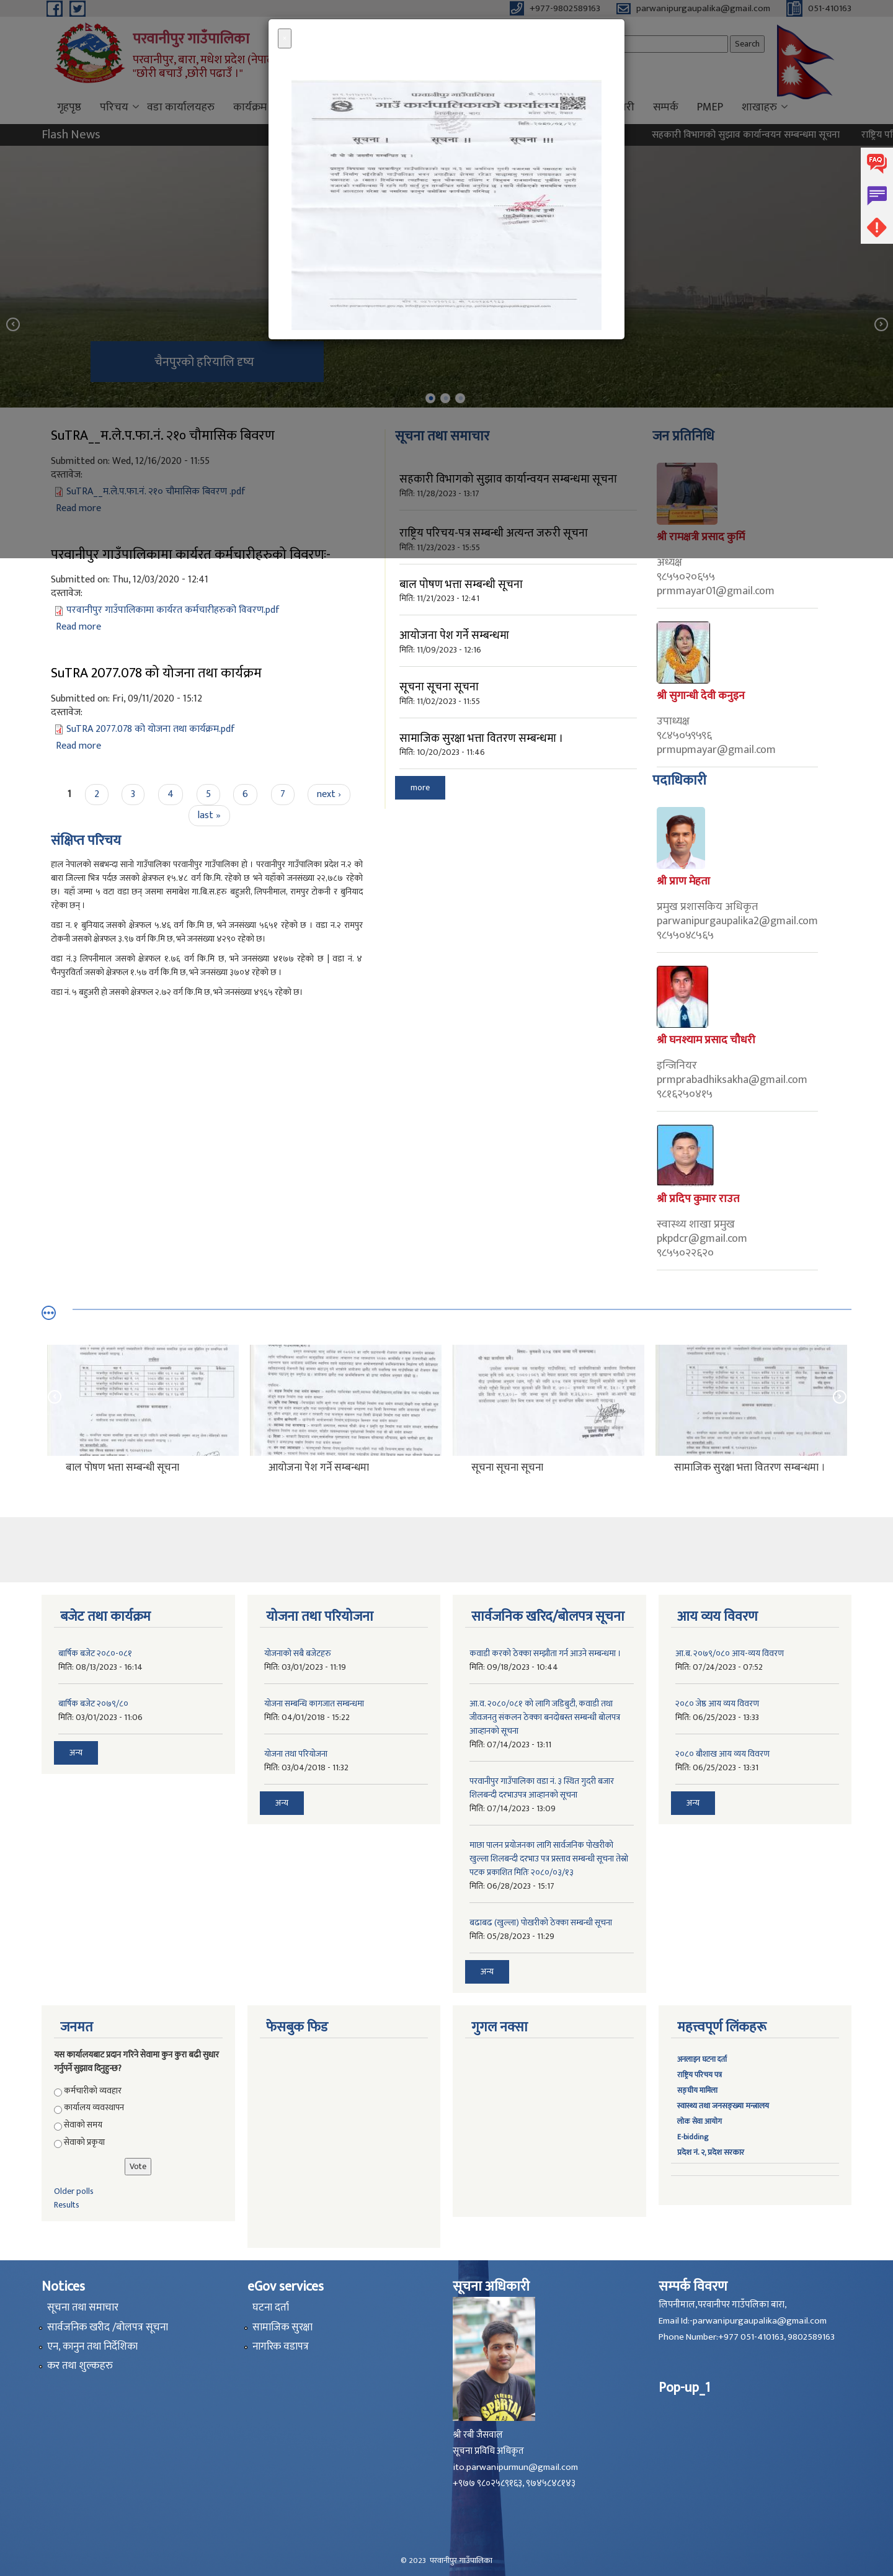 +977-9802589163
parwanipurgaupalika@gmail.com
051-410163
परवानीपुर गाउँपालिका
"छोरी बचाउँ ,छोरी पढाउँ ।"
Search
गृहपृष्ठ
परिचय
वडा कार्यालयहरु
कार्यक्रम
सम्पर्क
PMEP
शाखाहरु
Flash News
सहकारी विभागको सुझाव कार्यान्वयन सम्बन्धमा सूचना
गाउँ कार्यपालिकाको कार्यालय
सूचना ।
सूचना ।।
सूचना ।।।
चैनपुरको हरियालि दृष्य
SuTRA__म.ले.प.फा.नं. २१० चौमासिक बिवरण
Submitted on: Wed, 12/16/2020 - 11:55
दस्तावेज:
SuTRA__म.ले.प.फा.नं. २१० चौमासिक बिवरण .pdf
Read more
परवानीपुर गाउँपालिकामा कार्यरत कर्मचारीहरुको विवरणः-
Submitted on: Thu, 12/03/2020 - 12:41
दस्तावेज:
परवानीपुर गाउँपालिकामा कार्यरत कर्मचारीहरुको विवरण.pdf
Read more
SuTRA 2077.078 को योजना तथा कार्यक्रम
Submitted on: Fri, 09/11/2020 - 15:12
दस्तावेज:
SuTRA 2077.078 को योजना तथा कार्यक्रम.pdf
Read more
1 2 3 4 5 6 7 next ›
last »
संक्षिप्त परिचय
हाल नेपालको सबभन्दा सानो गाउँपालिका परवानीपुर गाउँपालिका हो । परवानीपुर गाउँपालिका प्रदेश न.२ को
बारा जिल्ला भित्र पर्दछ जसको क्षेत्रफल १५.४८ वर्ग कि.मि. रहेको छ भने यहाँको जनसंख्या २२,७८७ रहेको
छ। यहाँ जम्मा ५ वटा वडा छन् जसमा समाबेश गा.बि.स.हरुः बहुअरी, लिपनीमाल, रामपुर टोकनी र बुनियाद
रहेका छन् ।
वडा न. १ बुनियाद जसको क्षेत्रफल ५.४६ वर्ग कि.मि छ, भने जनसंख्या ५६५१ रहेको छ । वडा न.२ रामपुर
टोकनी जसको क्षेत्रफल ३.९७ वर्ग कि.मि छ, भने जनसंख्या ४२९० रहेको छ।
वडा नं.३ लिपनीमाल जसको क्षेत्रफल १.७६ वर्ग कि.मि छ, भने जनसंख्या ४१७७ रहेको छ | वडा नं. ४
चैनपुरविर्ता जसको क्षेत्रफल १.५७ वर्ग कि.मि छ, भने जनसंख्या ३७०४ रहेको छ ।
वडा न. ५ बहुअरी हो जसको क्षेत्रफल २.७२ वर्ग कि.मि छ, भने जनसंख्या ४९६५ रहेको छ।
सूचना तथा समाचार
सहकारी विभागको सुझाव कार्यान्वयन सम्बन्धमा सूचना
मिति: 11/28/2023 - 13:17
राष्ट्रिय परिचय-पत्र सम्बन्धी अत्यन्त जरुरी सूचना
मिति: 11/23/2023 - 15:55
बाल पोषण भत्ता सम्बन्धी सूचना
मिति: 11/21/2023 - 12:41
आयोजना पेश गर्ने सम्बन्धमा
मिति: 11/09/2023 - 12:16
सूचना सूचना सूचना
मिति: 11/02/2023 - 11:55
सामाजिक सुरक्षा भत्ता वितरण सम्बन्धमा ।
मिति: 10/20/2023 - 11:46
more
जन प्रतिनिधि
श्री रामक्षत्री प्रसाद कुर्मि
अध्यक्ष
९८५५०२०६५५
prmmayar01@gmail.com
श्री सुगान्धी देवी कनुइन
उपाध्यक्ष
९८४५०५९५९६
prmupmayar@gmail.com
पदाधिकारी
श्री प्राण मेहता
प्रमुख प्रशासकिय अधिकृत
parwanipurgaupalika2@gmail.com
९८५५०४८५६५
श्री घनश्याम प्रसाद चौधरी
इन्जिनियर
prmprabadhiksakha@gmail.com
९८१६२५०४१५
श्री प्रदिप कुमार राउत
स्वास्थ्य शाखा प्रमुख
pkpdcr@gmail.com
९८५५०२२६२०
बाल पोषण भत्ता सम्बन्धी सूचना
आयोजना पेश गर्ने सम्बन्धमा
सूचना सूचना सूचना
सामाजिक सुरक्षा भत्ता वितरण सम्बन्धमा ।
बजेट तथा कार्यक्रम
बार्षिक बजेट २०८०-०८१
मिति: 08/13/2023 - 16:14
बार्षिक बजेट २०७९/८०
मिति: 03/01/2023 - 11:06
अन्य
योजना तथा परियोजना
योजनाको सबै बजेटहरु
मिति: 03/01/2023 - 11:19
योजना सम्बन्धि कागजात सम्बन्धमा
मिति: 04/01/2018 - 15:22
योजना तथा परियोजना
मिति: 03/04/2018 - 11:32
अन्य
सार्वजनिक खरिद/बोलपत्र सूचना
कवाडी करको ठेक्का सम्झौता गर्न आउने सम्बन्धमा ।
मिति: 09/18/2023 - 10:44
आ.व. २०८०/०८१ को लागि जडिबुटी, कवाडी तथा
जीवजन्तु संकलन ठेक्का बन्दोबस्त सम्बन्धी बोलपत्र
आव्हानको सूचना
मिति: 07/14/2023 - 13:11
परवानीपुर गाउँपालिका वडा नं. ३ स्थित गुदरी बजार
शिलबन्दी दरभाउपत्र आव्हानको सूचना
मिति: 07/14/2023 - 13:09
माछा पालन प्रयोजनका लागि सार्वजनिक पोखरीको
खुल्ला शिलबन्दी दरभाउ पत्र प्रस्ताव सम्बन्धी सूचना तेस्रो
पटक प्रकाशित मितिः २०८०/०३/१३
मिति: 06/28/2023 - 15:17
बढाबढ (खुल्ला) पोखरीको ठेक्का सम्बन्धी सूचना
मिति: 05/28/2023 - 11:29
अन्य
आय व्यय विवरण
आ.ब. २०७९/०८० आय-व्यय विवरण
मिति: 07/24/2023 - 07:52
२०८० जेष्ठ आय व्यय विवरण
मिति: 06/25/2023 - 13:33
२०८० बैशाख आय व्यय विवरण
मिति: 06/25/2023 - 13:31
अन्य
जनमत
यस कार्यालयबाट प्रदान गरिने सेवामा कुन कुरा बढी सुधार
गर्नुपर्ने सुझाव दिनुहुन्छ?
कर्मचारीको व्यवहार
कार्यालय व्यवस्थापन
सेवाको समय
सेवाको प्रकृया
Vote
Older polls
Results
फेसबुक फिड
गुगल नक्सा
महत्त्वपूर्ण लिंकहरू
अनलाइन घटना दर्ता
राष्ट्रिय परिचय पत्र
सङ्घीय मामिला
स्वास्थ्य तथा जनसङ्ख्या मन्त्रालय
लोक सेवा आयोग
E-bidding
प्रदेश नं. २, प्रदेश सरकार
Notices
सूचना तथा समाचार
सार्वजनिक खरीद /बोलपत्र सूचना
एन, कानुन तथा निर्देशिका
कर तथा शुल्कहरु
eGov services
घटना दर्ता
सामाजिक सुरक्षा
नागरिक वडापत्र
सूचना अधिकारी
श्री रबी जैसवाल
सूचना प्रविधि अधिकृत
ito.parwanipurmun@gmail.com
+९७७ ९८०२५८९१६३, ९७४५८४८१४३
सम्पर्क विवरण
लिपनीमाल,परवानीपर गाउँपलिका बारा,
Email Id:-parwanipurgaupalika@gmail.com
Phone Number:+977 051-410163, 9802589163
Pop-up_1
© 2023 परवानीपुर गाउँपालिका